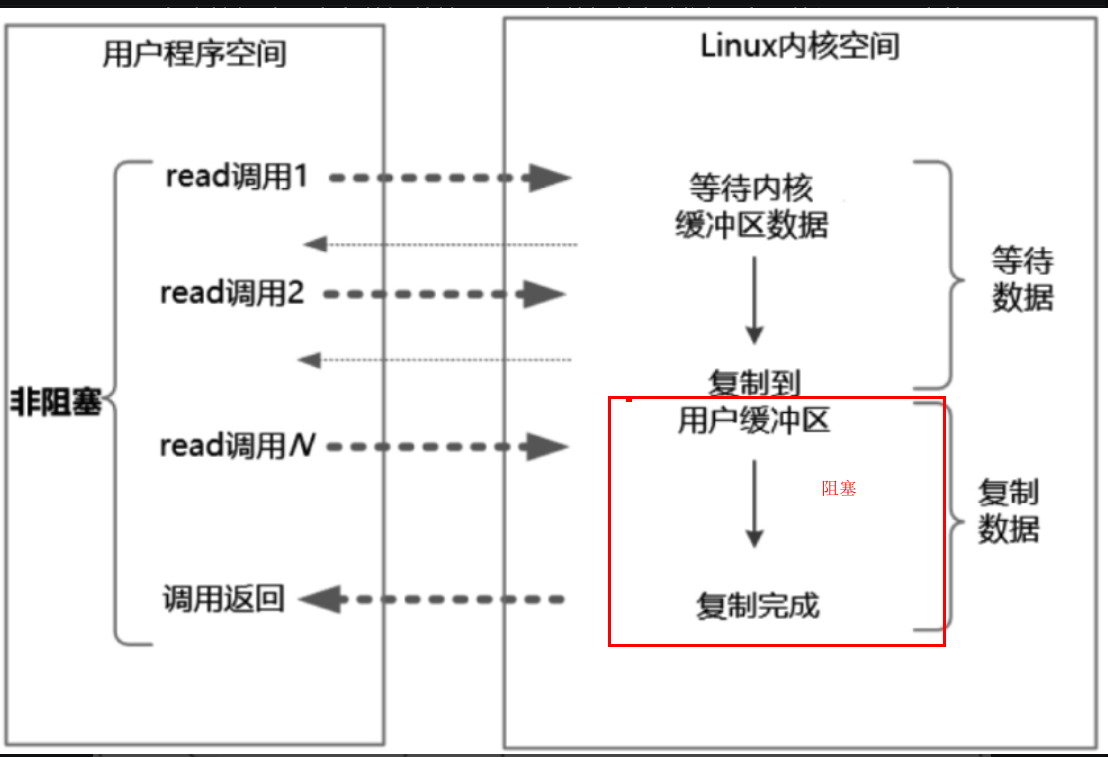 用户程序空间
Linux内核空间
read调用1
等待内核
缓冲区数据
等待
数据
read调用2
复制到
用户缓冲区
非阻塞
read调用N
阻塞
复制
数据
调用返回
复制完成